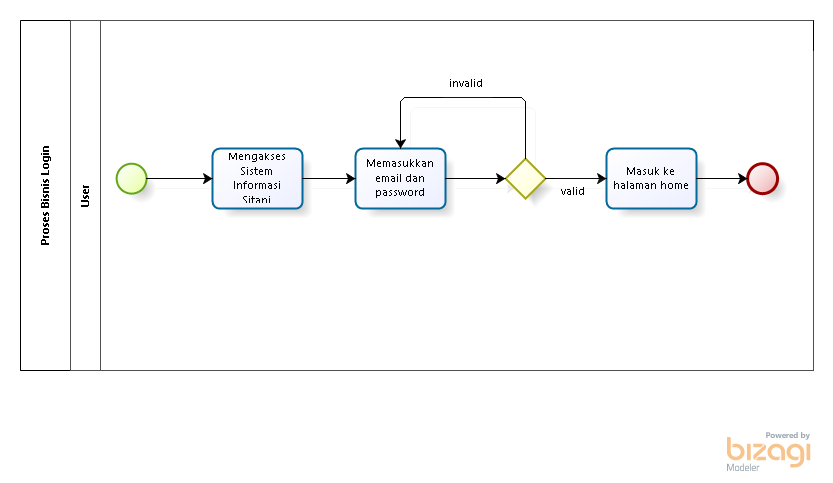 Proses Bisnis Login
User
invalid
Mengakses
Sistem
Informasi
Sitani
Memasukkan
email dan
password
valid
Masuk ke
halaman home
Powered by
bizagi
Modeler